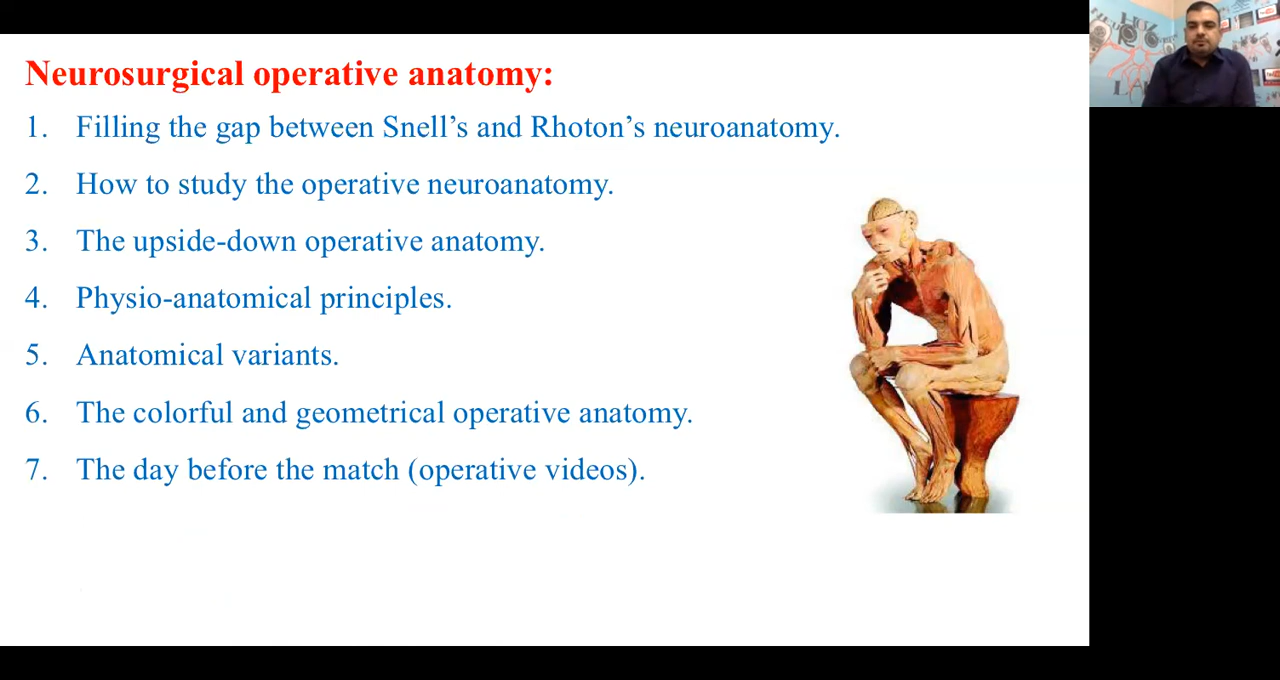 Neurosurgical operative anatomy:
1. Filling the gap between Snell’s and Rhoton’s neuroanatomy.
2. How to study the operative neuroanatomy.
3. The upside-down operative anatomy.
4. Physio-anatomical principles.
5. Anatomical variants.
6. The colorful and geometrical operative anatomy.
7. The day before the match (operative videos).